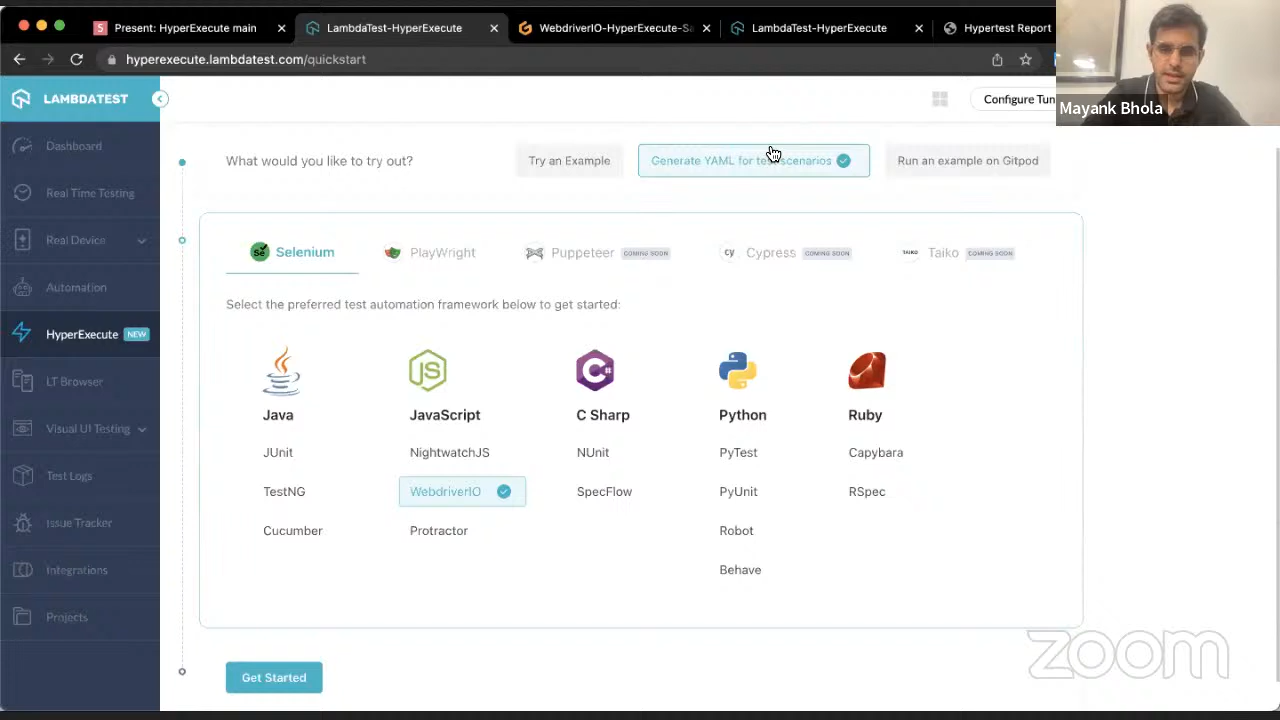 Present: HyperExecute main
LambdaTest-HyperExecute
WebdriverIO-HyperExecute-Sa
LambdaTest-HyperExecute
Hypertest Report
hyperexecute.lambdatest.com/quickstart
Mayank Bhola
LAMBDATEST
Configure Tun
Dashboard
Real Time Testing
Real Device
Automation
HyperExecute NEW
LT Browser
Visual UI Testing
Test Logs
Issue Tracker
Integrations
Projects
What would you like to try out?
Try an Example
Generate YAML for test scenarios
Run an example on Gitpod
Se Selenium
PlayWright
Puppeteer COMING SOON
cy Cypress COMING SOON
TAIKO Taiko COMING SOON
Select the preferred test automation framework below to get started:
JS
C#
Java
JavaScript
C Sharp
Python
Ruby
JUnit
NightwatchJS
NUnit
PyTest
Capybara
TestNG
WebdriverIO
SpecFlow
PyUnit
RSpec
Cucumber
Protractor
Robot
Behave
Get Started
zoom